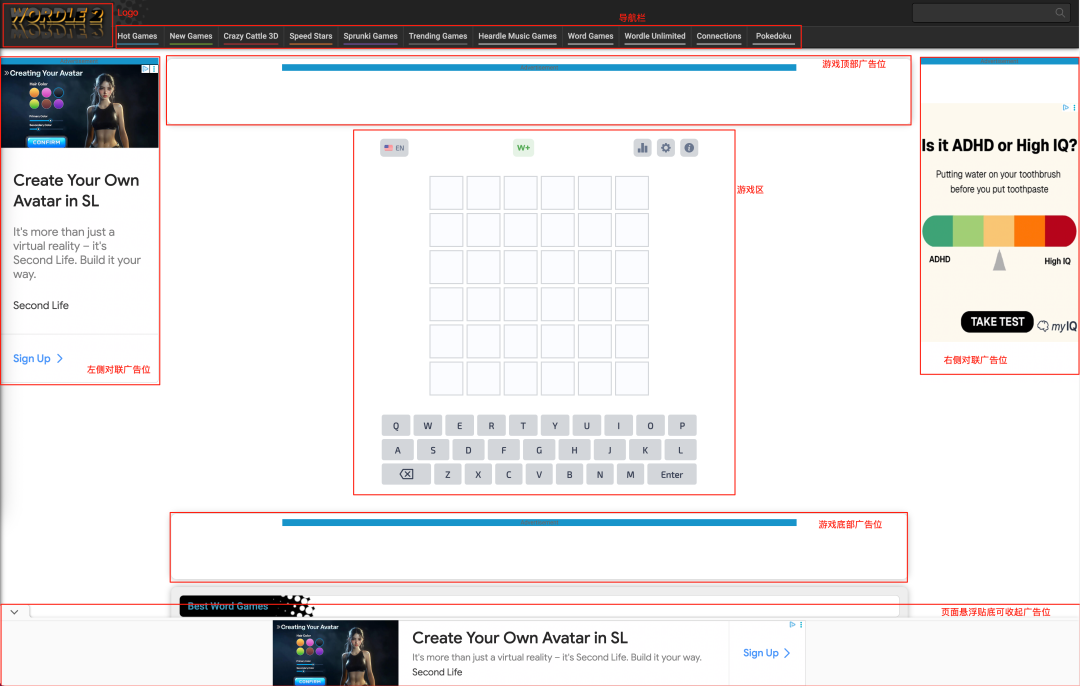 WORDLE 2
Logo
导航栏
Hot Games
New Games
Crazy Cattle 3D
Speed Stars
Sprunki Games
Trending Games
Heardle Music Games
Word Games
Wordle Unlimited
Connections
Pokedoku
»Creating Your Avatar
Hair Color
Primary Color
Secondary Color
CONFIRM
Create Your Own
Avatar in SL
It's more than just a
virtual reality – it's
Second Life. Build it your
way.
Second Life
Sign Up
左侧对联广告位
游戏顶部广告位
EN
W+
游戏区
Q W E R T Y U I O P
A S D F G H J K L
Z X C V B N M Enter
Is it ADHD or High IQ?
Putting water on your toothbrush
before you put toothpaste
ADHD
High IQ
TAKE TEST
myIQ
右侧对联广告位
游戏底部广告位
Best Word Games
页面悬浮贴底可收起广告位
»Creating Your Avatar
Hair Color
CONFIRM
Create Your Own Avatar in SL
It's more than just a virtual reality – it's Second Life. Build it your way.
Second Life
Sign Up